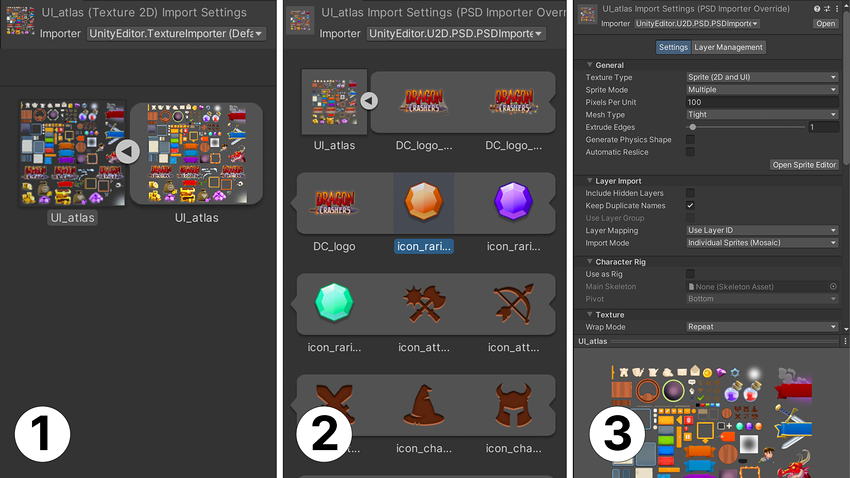 UI_atlas (Texture 2D) Import Settings
Importer UnityEditor.TextureImporter (Defa
UI_atlas
UI_atlas
1
UI_atlas Import Settings (PSD Importer Overr
Importer UnityEditor.U2D.PSD.PSDImporte
DRAGON CRASHERS
DRAGON CRASHERS
UI_atlas
DC_logo_...
DC_logo_...
DRAGON CRASHERS
DC_logo
icon_rari...
icon_rari...
icon_rari...
icon_att...
icon_att...
icon_cha...
icon_cha...
2
UI_atlas Import Settings (PSD Importer Override)
Importer UnityEditor.U2D.PSD.PSDImporte
Open
Settings
Layer Management
General
Texture Type Sprite (2D and UI)
Sprite Mode Multiple
Pixels Per Unit 100
Mesh Type Tight
Extrude Edges 1
Generate Physics Shape
Automatic Reslice
Open Sprite Editor
Layer Import
Include Hidden Layers
Keep Duplicate Names
Use Layer Group
Layer Mapping Use Layer ID
Import Mode Individual Sprites (Mosaic)
Character Rig
Use as Rig
Main Skeleton None (Skeleton Asset)
Pivot Bottom
Texture
Wrap Mode Repeat
UI_atlas
3